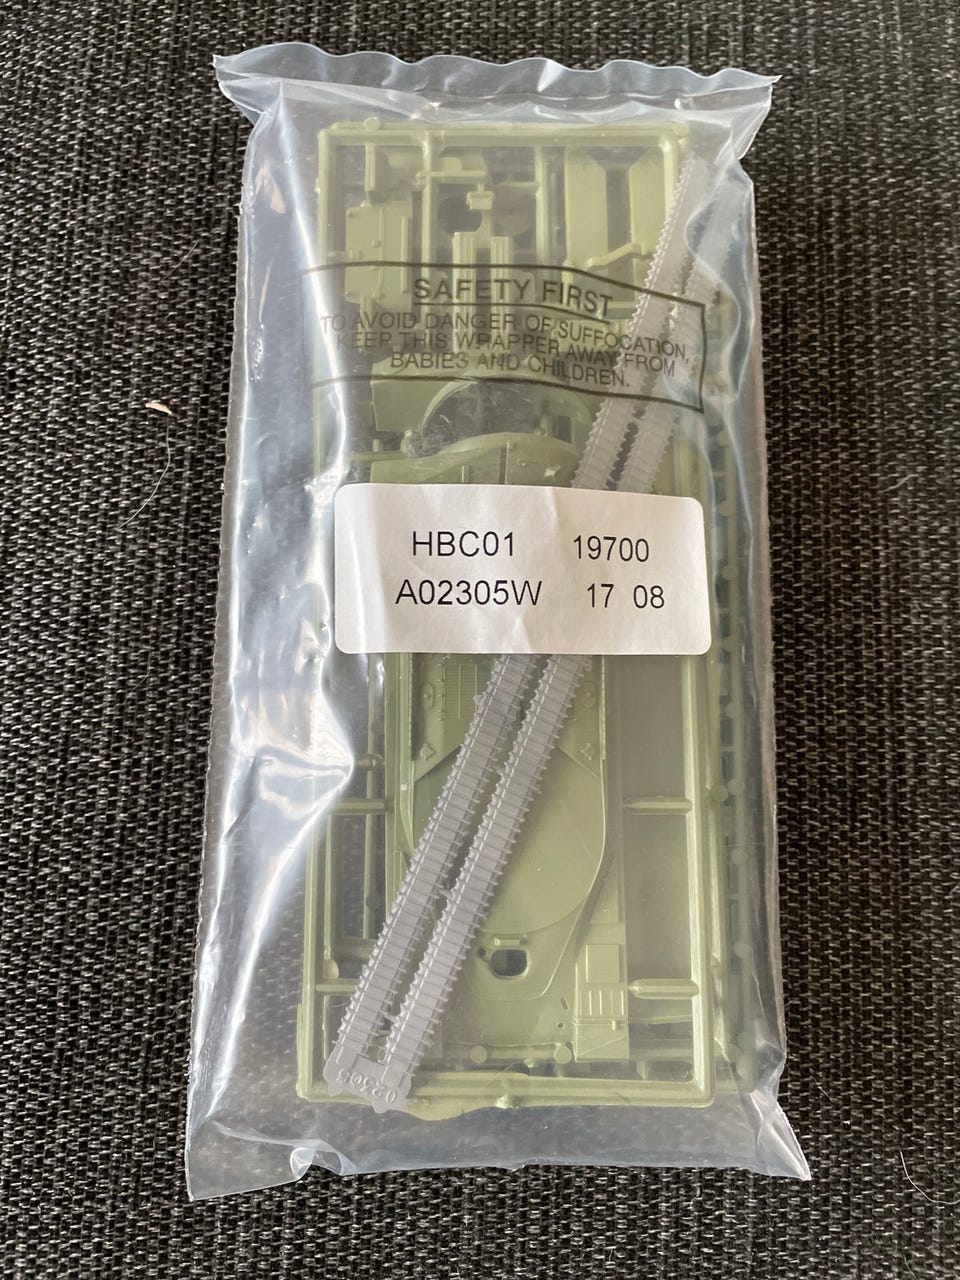 SAFETY FIRST
TO AVOID DANGER OF SUFFOCATION,
KEEP THIS WRAPPER AWAY FROM
BABIES AND CHILDREN.
HBC01 19700
A02305W 17 08
02308